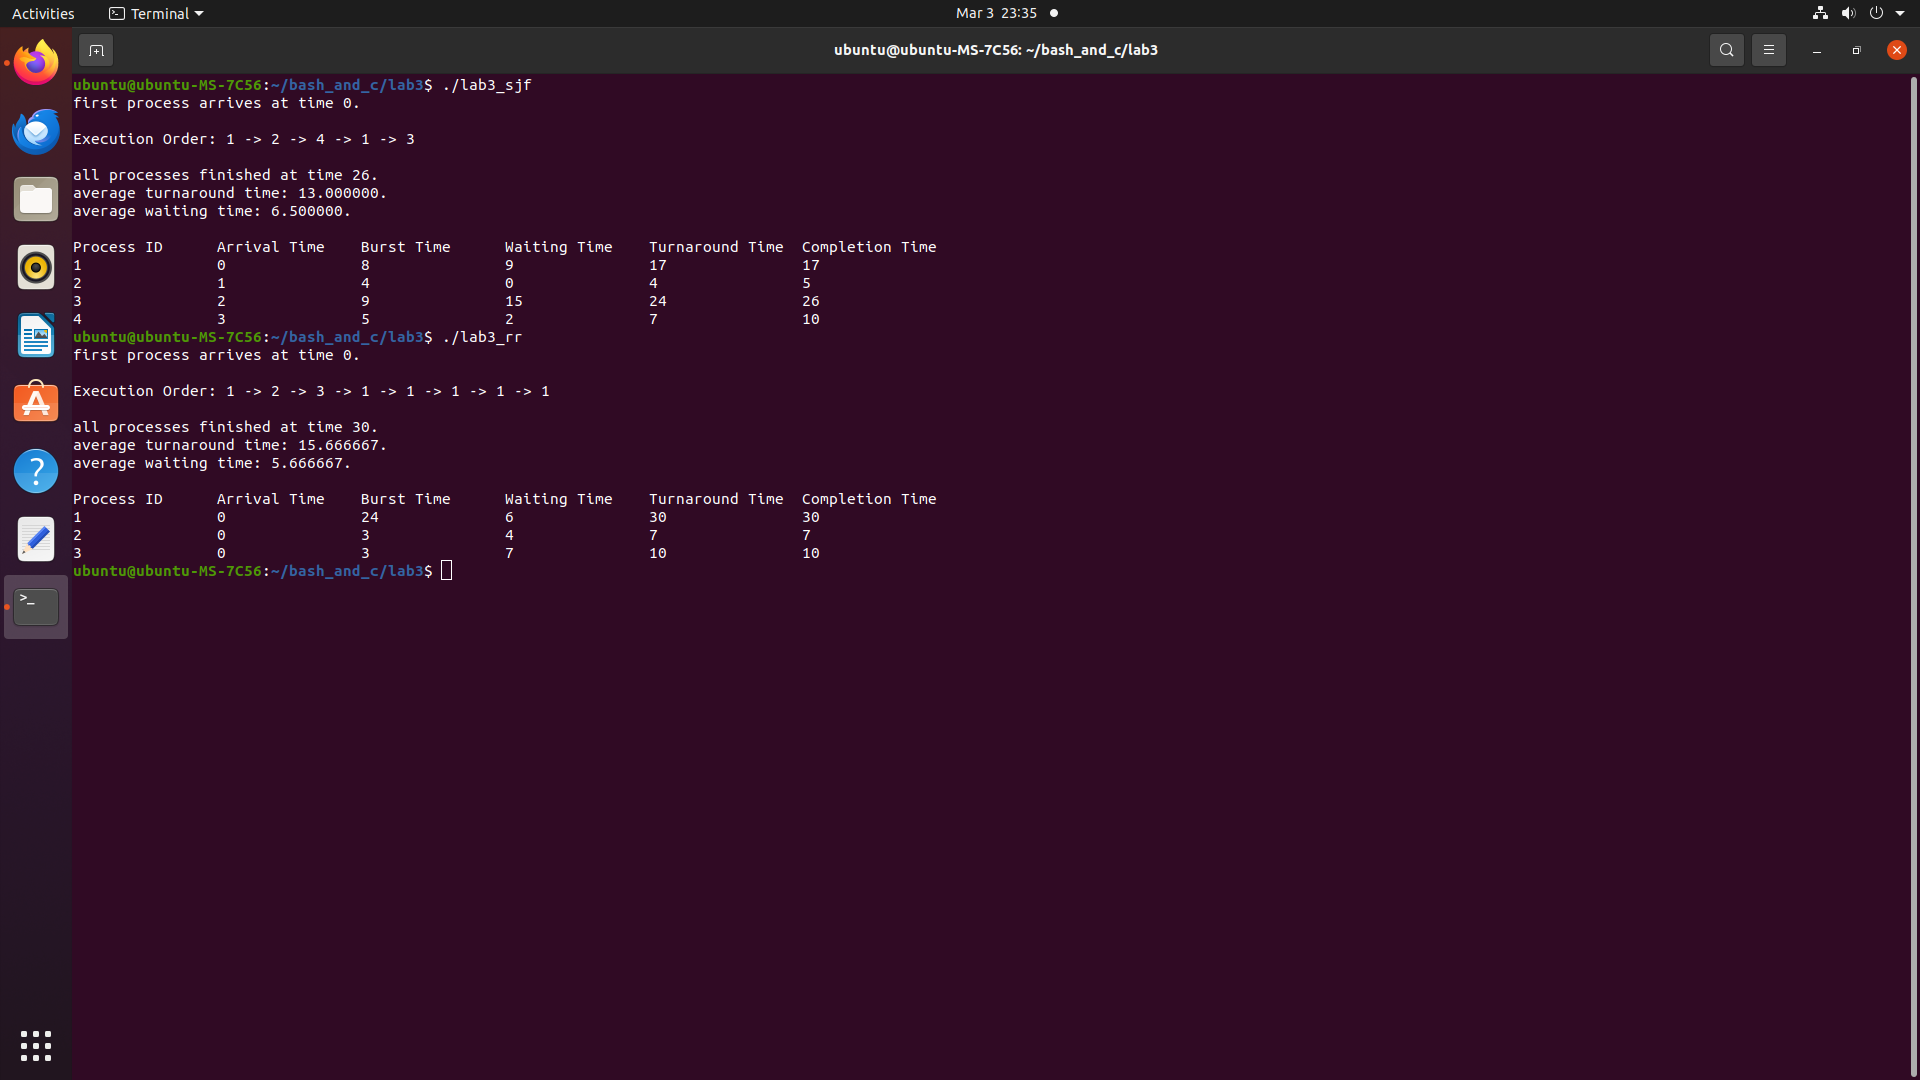 Activities Terminal Mar 3 23:35
ubuntu@ubuntu-MS-7C56: ~/bash_and_c/lab3
ubuntu@ubuntu-MS-7C56:~/bash_and_c/lab3$ ./lab3_sjf
first process arrives at time 0.
Execution Order: 1 -> 2 -> 4 -> 1 -> 3
all processes finished at time 26.
average turnaround time: 13.000000.
average waiting time: 6.500000.
Process ID Arrival Time Burst Time Waiting Time Turnaround Time Completion Time
1 0 8 9 17 17
2 1 4 0 4 5
3 2 9 15 24 26
4 3 5 2 7 10
ubuntu@ubuntu-MS-7C56:~/bash_and_c/lab3$ ./lab3_rr
first process arrives at time 0.
Execution Order: 1 -> 2 -> 3 -> 1 -> 1 -> 1 -> 1 -> 1
all processes finished at time 30.
average turnaround time: 15.666667.
average waiting time: 5.666667.
Process ID Arrival Time Burst Time Waiting Time Turnaround Time Completion Time
1 0 24 6 30 30
2 0 3 4 7 7
3 0 3 7 10 10
ubuntu@ubuntu-MS-7C56:~/bash_and_c/lab3$